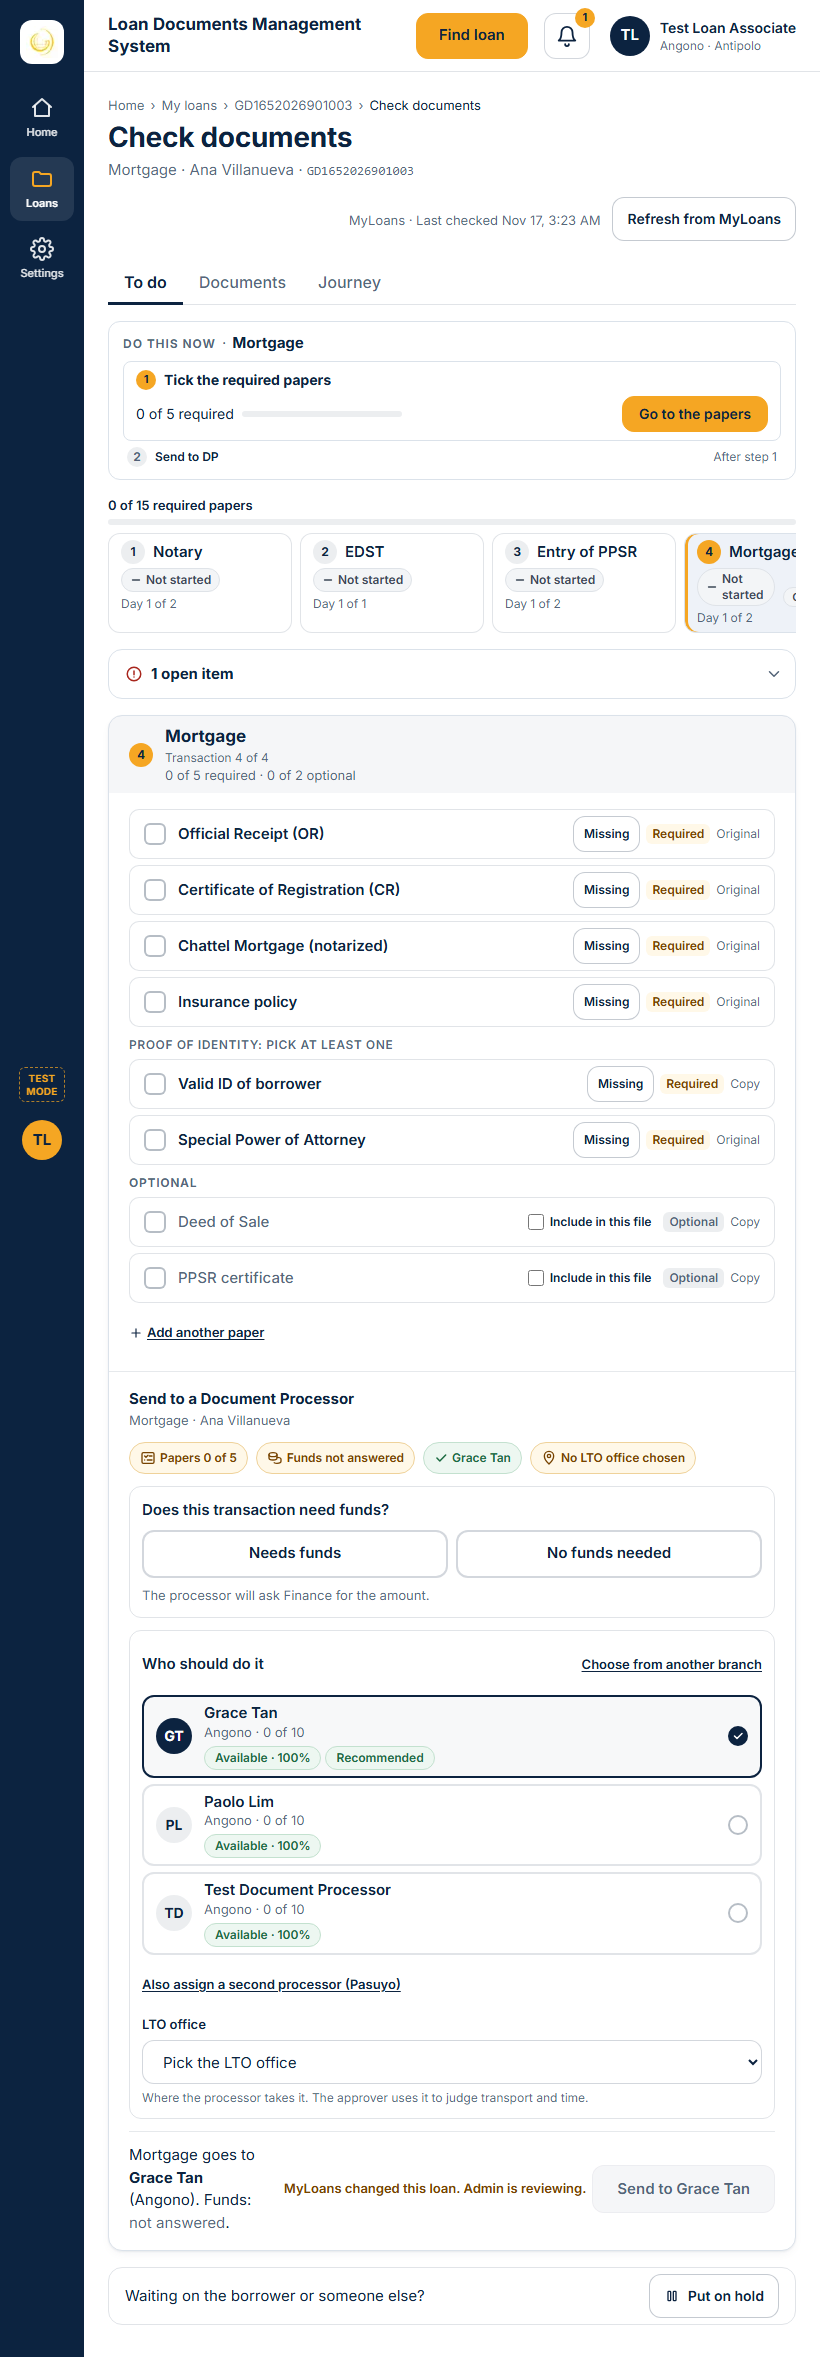 Loan Documents Management
System
Find loan
1
TL
Test Loan Associate
Angono · Antipolo
Home
Loans
Settings
TEST
MODE
TL
Home › My loans › GD1652026901003 › Check documents
Check documents
Mortgage · Ana Villanueva · GD1652026901003
MyLoans · Last checked Nov 17, 3:23 AM
Refresh from MyLoans
To do
Documents
Journey
DO THIS NOW · Mortgage
1 Tick the required papers
0 of 5 required
Go to the papers
2 Send to DP
After step 1
0 of 15 required papers
1 Notary
Not started
Day 1 of 2
2 EDST
Not started
Day 1 of 1
3 Entry of PPSR
Not started
Day 1 of 2
4 Mortgage
Not
started
Day 1 of 2
1 open item
4
Mortgage
Transaction 4 of 4
0 of 5 required · 0 of 2 optional
Official Receipt (OR) Missing Required Original
Certificate of Registration (CR) Missing Required Original
Chattel Mortgage (notarized) Missing Required Original
Insurance policy Missing Required Original
PROOF OF IDENTITY: PICK AT LEAST ONE
Valid ID of borrower Missing Required Copy
Special Power of Attorney Missing Required Original
OPTIONAL
Deed of Sale Include in this file Optional Copy
PPSR certificate Include in this file Optional Copy
+ Add another paper
Send to a Document Processor
Mortgage · Ana Villanueva
Papers 0 of 5
Funds not answered
Grace Tan
No LTO office chosen
Does this transaction need funds?
Needs funds
No funds needed
The processor will ask Finance for the amount.
Who should do it
Choose from another branch
GT
Grace Tan
Angono · 0 of 10
Available · 100%
Recommended
PL
Paolo Lim
Angono · 0 of 10
Available · 100%
TD
Test Document Processor
Angono · 0 of 10
Available · 100%
Also assign a second processor (Pasuyo)
LTO office
Pick the LTO office
Where the processor takes it. The approver uses it to judge transport and time.
Mortgage goes to
Grace Tan
(Angono). Funds:
not answered.
MyLoans changed this loan. Admin is reviewing.
Send to Grace Tan
Waiting on the borrower or someone else?
Put on hold